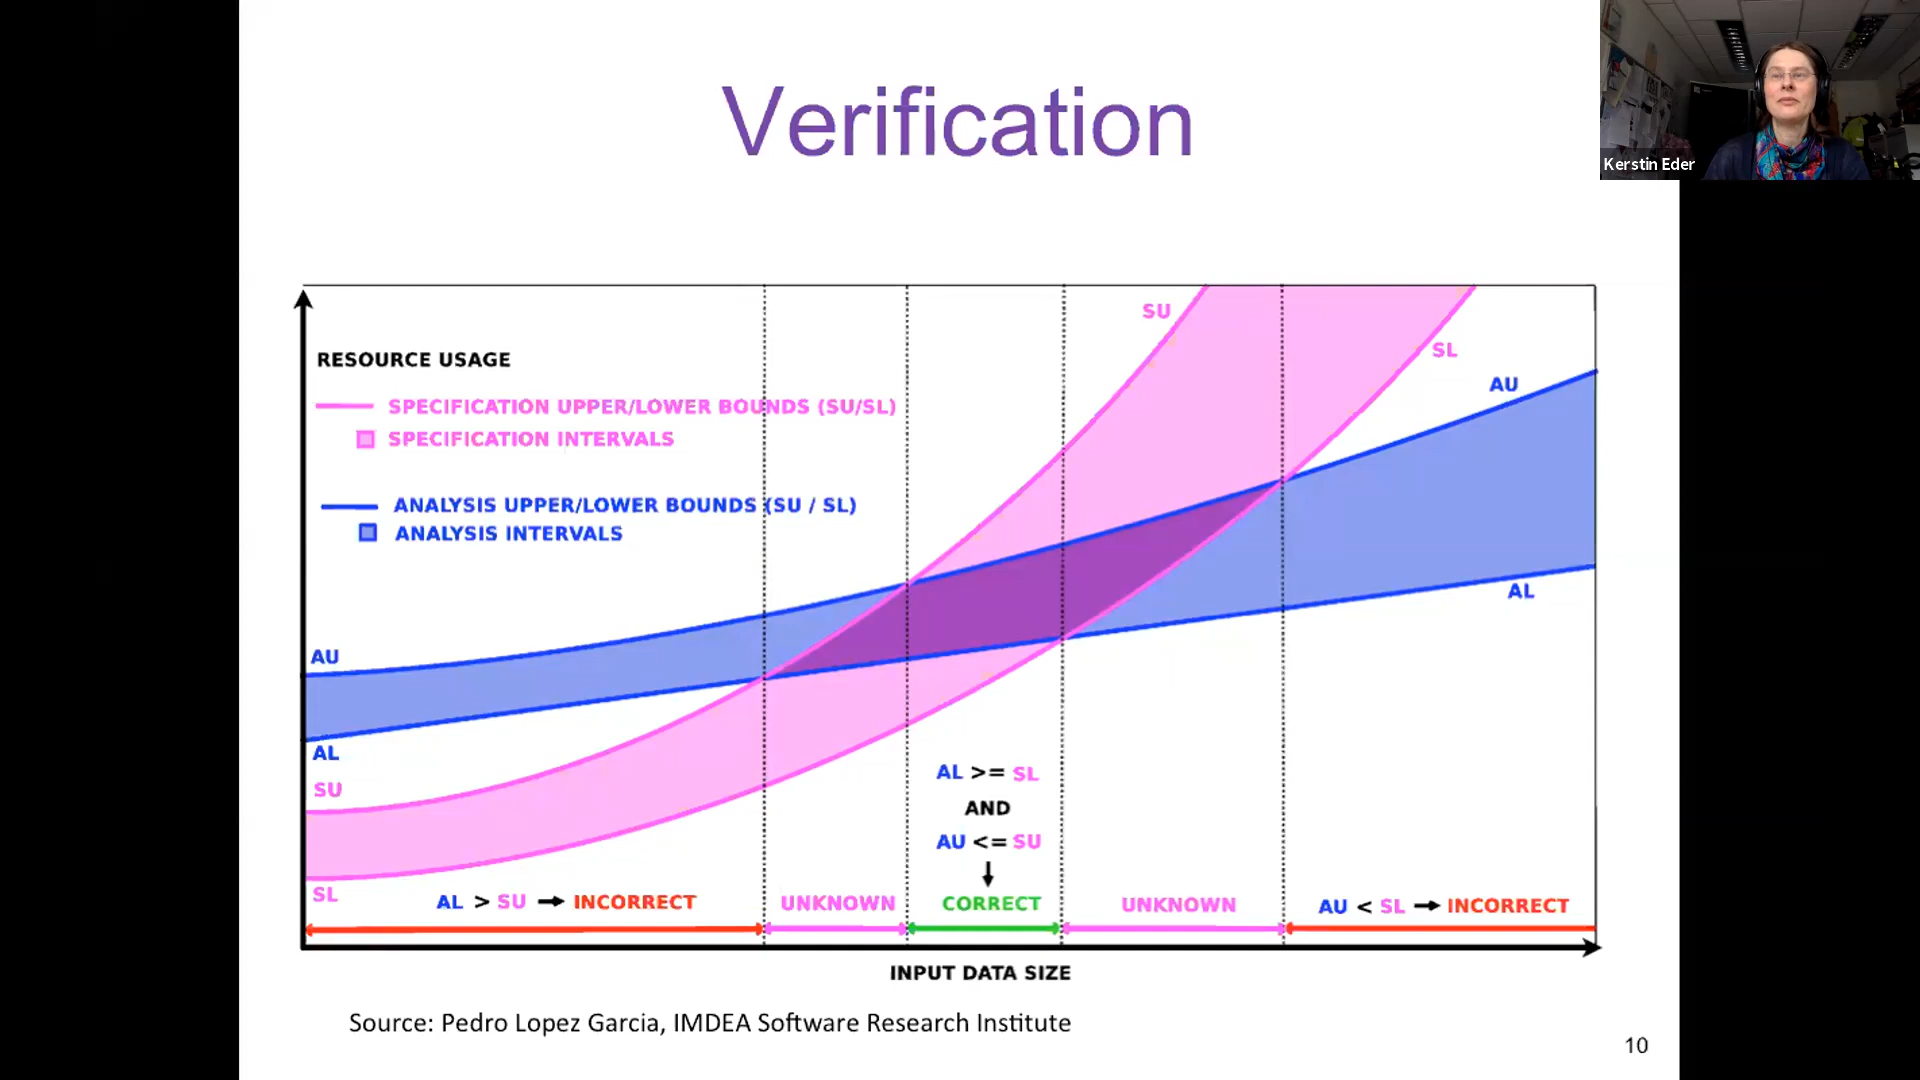 Verification
Kerstin Eder
SU
SL
RESOURCE USAGE
AU
SPECIFICATION UPPER/LOWER BOUNDS (SU/SL)
SPECIFICATION INTERVALS
ANALYSIS UPPER/LOWER BOUNDS (SU / SL)
ANALYSIS INTERVALS
AL
AU
AL
SU
SL
AL >= SL
AND
AU <= SU
AL > SU → INCORRECT
UNKNOWN
CORRECT
UNKNOWN
AU < SL → INCORRECT
INPUT DATA SIZE
Source: Pedro Lopez Garcia, IMDEA Software Research Institute
10